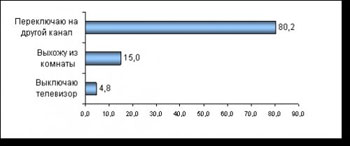 Переключаю на
другой канал
80,2
Выхожу из
комнаты
15,0
Выключаю
телевизор
4,8
0,0 10,0 20,0 30,0 40,0 50,0 60,0 70,0 80,0 90,0